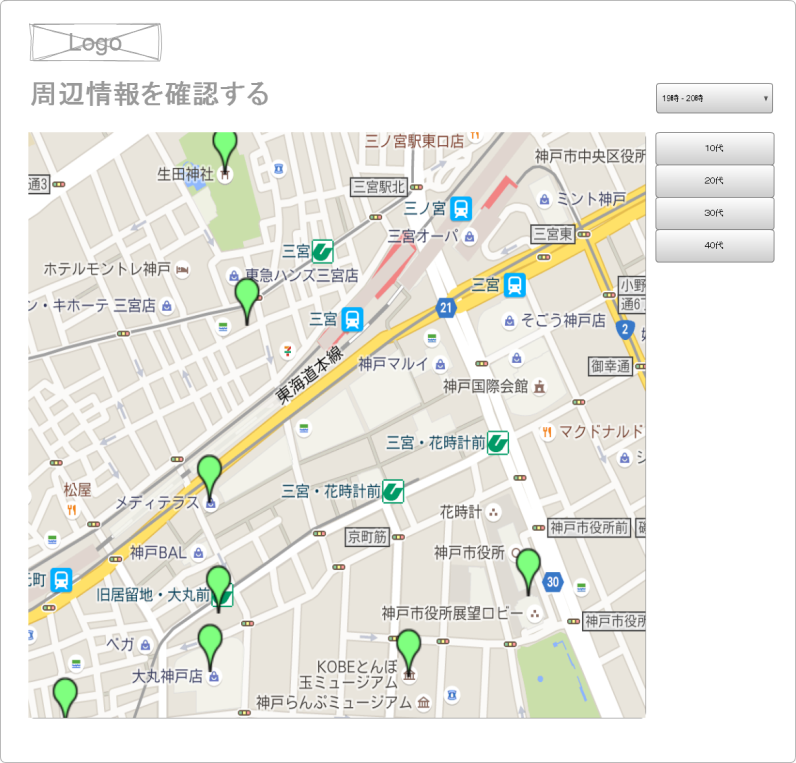 Logo
周辺情報を確認する
19時 - 20時
10代
20代
30代
40代
三ノ宮駅東口店
神戸市中央区役所
生田神社
通3
三宮駅北
ミント神戸
三ノ宮
三宮オーパ
三宮東
三宮
ホテルモントレ神戸
東急ハンズ三宮店
三宮
小野
通6丁
ン・キホーテ 三宮店
21
三宮
そごう神戸店
2
東海道本線
神戸マルイ
御幸通
神戸国際会館
マクドナルド
三宮・花時計前
松屋
三宮・花時計前
メディテラス
花時計
神戸市役所前
京町筋
神戸BAL
神戸市役所
元町
30
旧居留地・大丸前
神戸市役所展望ロビー
神戸市役所
ベガ
KOBEとんぼ
玉ミュージアム
大丸神戸店
神戸らんぷミュージアム